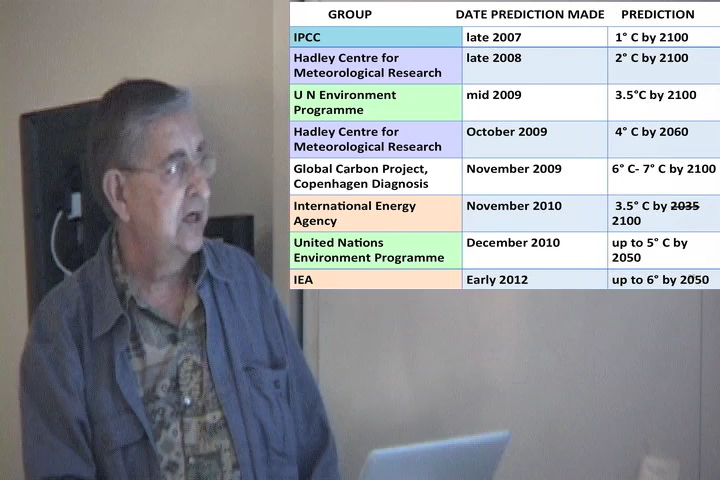 GROUP DATE PREDICTION MADE PREDICTION
IPCC late 2007 1° C by 2100
Hadley Centre for late 2008 2° C by 2100
Meteorological Research
U N Environment mid 2009 3.5°C by 2100
Programme
Hadley Centre for October 2009 4° C by 2060
Meteorological Research
Global Carbon Project, November 2009 6° C- 7° C by 2100
Copenhagen Diagnosis
International Energy November 2010 3.5° C by 2035
Agency 2100
United Nations December 2010 up to 5° C by
Environment Programme 2050
IEA Early 2012 up to 6° by 2050